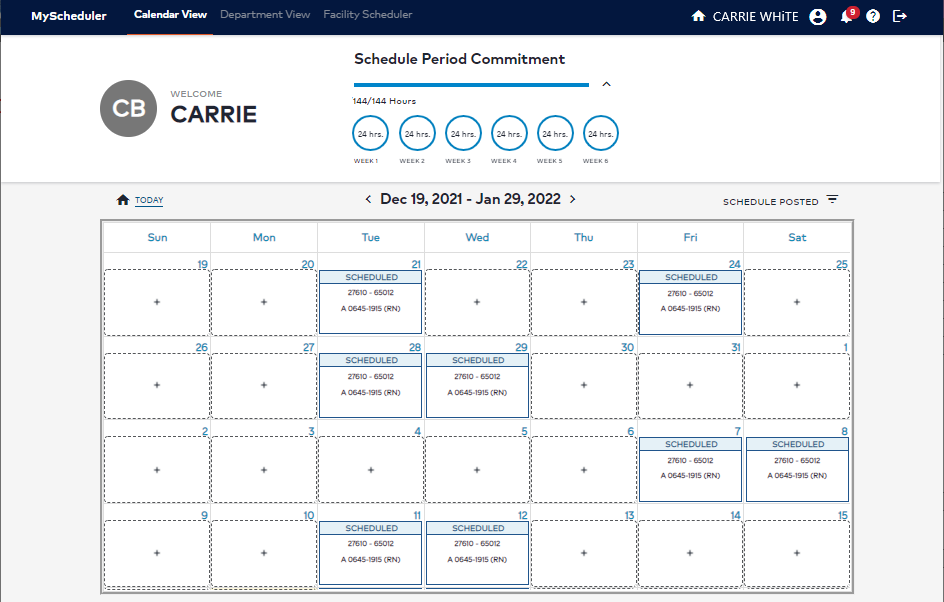 MyScheduler Calendar View Department View Facility Scheduler CARRIE WHiTE 9 ?
Schedule Period Commitment
CB
WELCOME
CARRIE
144/144 Hours
24 hrs. 24 hrs. 24 hrs. 24 hrs. 24 hrs. 24 hrs.
WEEK 1 WEEK 2 WEEK 3 WEEK 4 WEEK 5 WEEK 6
TODAY < Dec 19, 2021 - Jan 29, 2022 > SCHEDULE POSTED
Sun Mon Tue Wed Thu Fri Sat
19 20 21 22 23 24 25
SCHEDULED SCHEDULED
27610 - 65012 27610 - 65012
+ + + + +
A 0645-1915 (RN) A 0645-1915 (RN)
26 27 28 29 30 31 1
SCHEDULED SCHEDULED
27610 - 65012 27610 - 65012
+ + + + +
A 0645-1915 (RN) A 0645-1915 (RN)
2 3 4 5 6 7 8
SCHEDULED SCHEDULED
27610 - 65012 27610 - 65012
+ + + + +
A 0645-1915 (RN) A 0645-1915 (RN)
9 10 11 12 13 14 15
SCHEDULED SCHEDULED
27610 - 65012 27610 - 65012
+ + + + +
A 0645-1915 (RN) A 0645-1915 (RN)